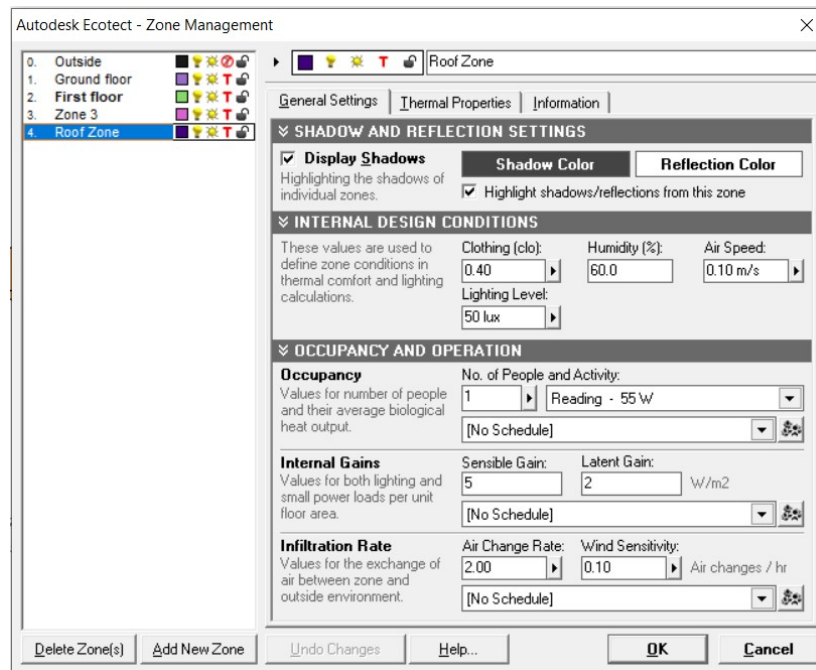 Autodesk Ecotect - Zone Management
0. Outside
1. Ground floor T
2. First floor T
3. Zone 3 T
4. Roof Zone T
T Roof Zone
General Settings Thermal Properties Information
SHADOW AND REFLECTION SETTINGS
Display Shadows
Highlighting the shadows of
individual zones.
Shadow Color Reflection Color
Highlight shadows/reflections from this zone
INTERNAL DESIGN CONDITIONS
These values are used to
define zone conditions in
thermal comfort and lighting
calculations.
Clothing (clo): Humidity (%): Air Speed:
0.40 60.0 0.10 m/s
Lighting Level:
50 lux
OCCUPANCY AND OPERATION
Occupancy
Values for number of people
and their average biological
heat output.
No. of People and Activity:
1 Reading - 55 W
[No Schedule]
Internal Gains
Values for both lighting and
small power loads per unit
floor area.
Sensible Gain: Latent Gain:
5 2 W/m2
[No Schedule]
Infiltration Rate
Values for the exchange of
air between zone and
outside environment.
Air Change Rate: Wind Sensitivity:
2.00 0.10 Air changes / hr
[No Schedule]
Delete Zone(s) Add New Zone Undo Changes Help... OK Cancel